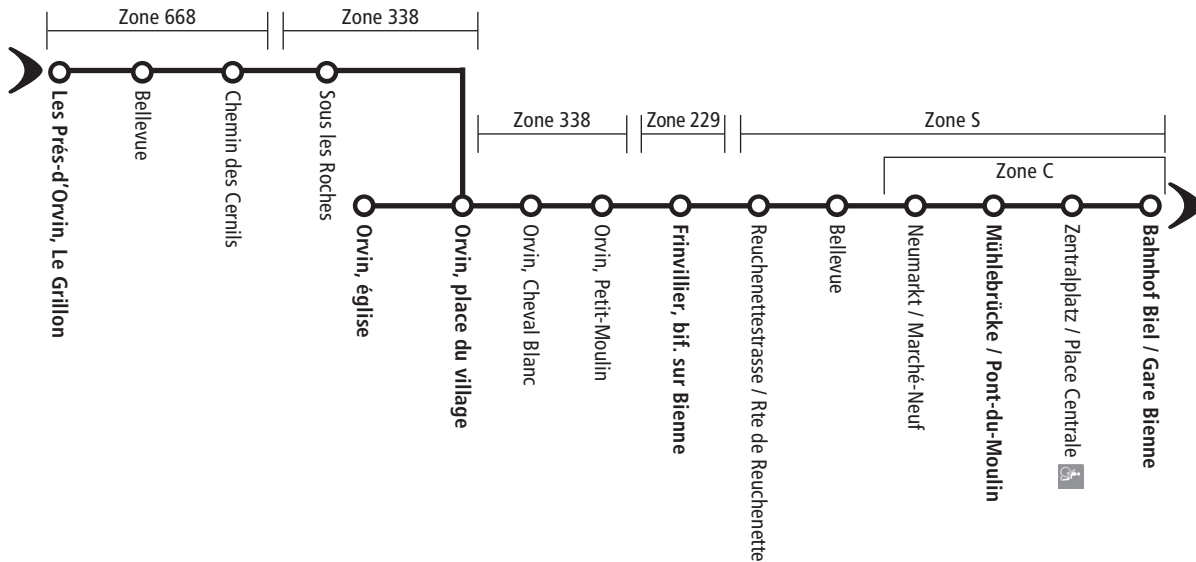 Zone 668
Zone 338
Les Prés-d’Orvin, Le Grillon
Bellevue
Chemin des Cernils
Sous les Roches
Zone 338
Zone 229
Zone S
Zone C
Orvin, église
Orvin, place du village
Orvin, Cheval Blanc
Orvin, Petit-Moulin
Frinvillier, bif. sur Bienne
Reuchenettestrasse / Rte de Reuchenette
Bellevue
Neumarkt / Marché-Neuf
Mühlebrücke / Pont-du-Moulin
Zentralplatz / Place Centrale
Bahnhof Biel / Gare Bienne